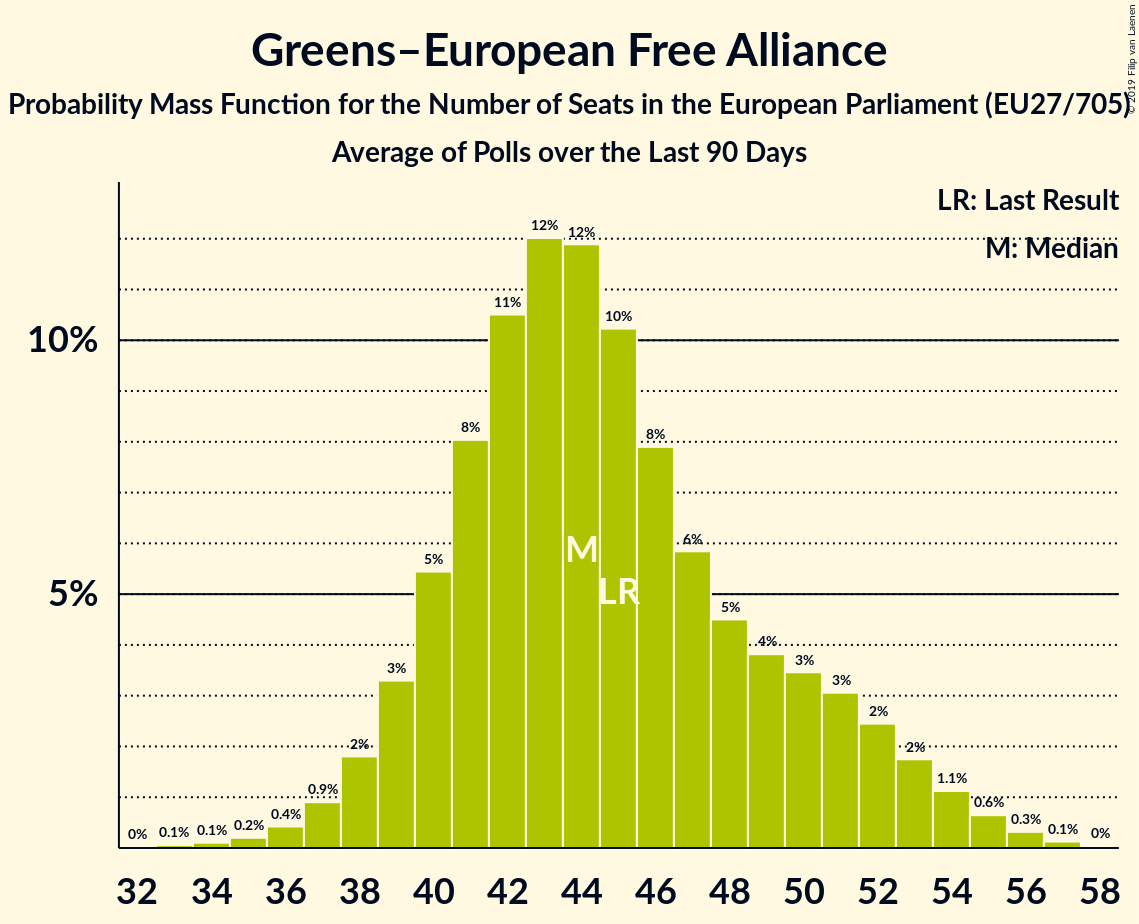 Greens–European Free Alliance
Probability Mass Function for the Number of Seats in the European Parliament (EU27/705)
Average of Polls over the Last 90 Days
© 2019 Filip van Laenen
LR: Last Result
M: Median
10%
5%
0% 0.1% 0.1% 0.2% 0.4% 0.9% 2% 3% 5% 8% 11% 12% 12% 10% 8% 6% 5% 4% 3% 3% 2% 2% 1.1% 0.6% 0.3% 0.1% 0%
M
LR
32 34 36 38 40 42 44 46 48 50 52 54 56 58